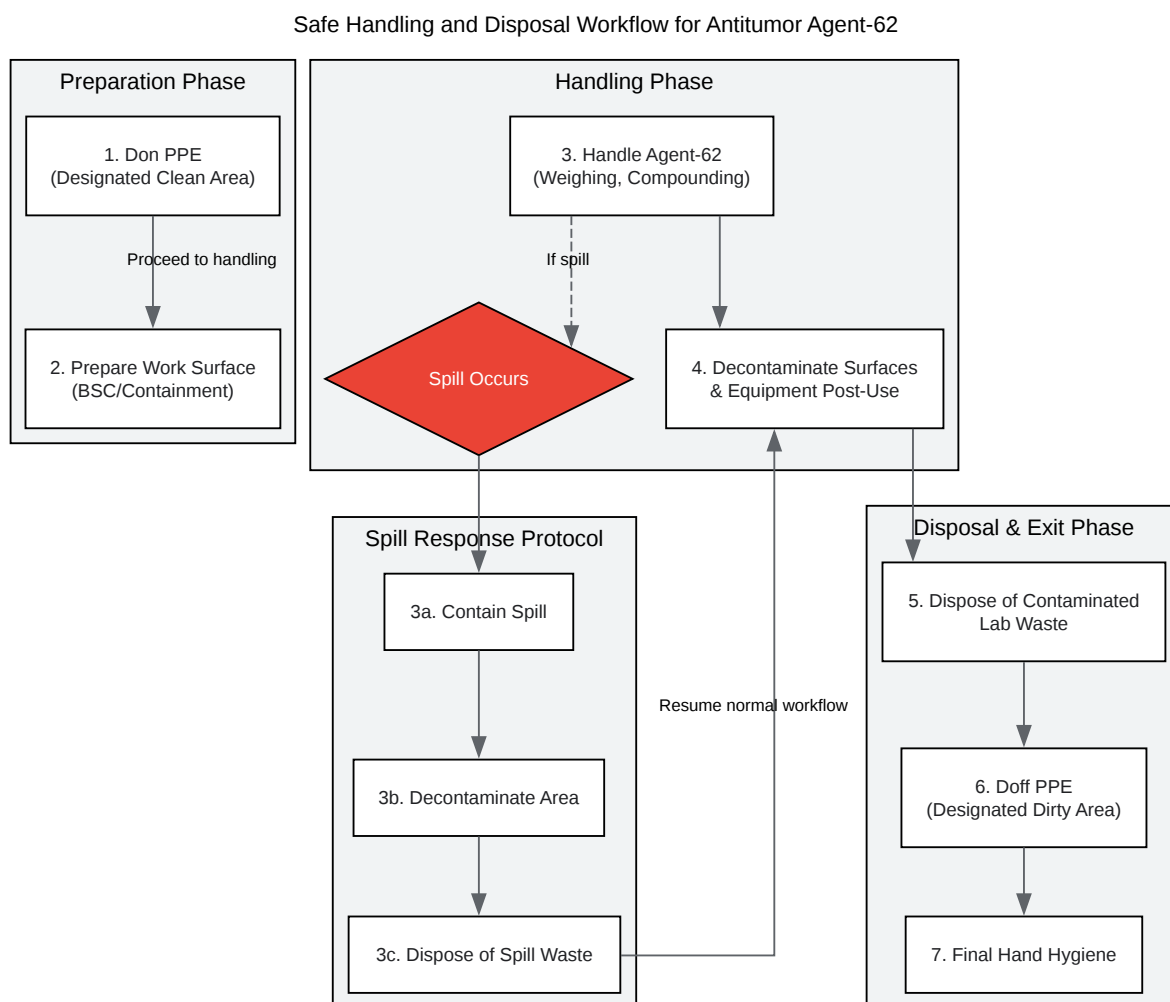 Safe Handling and Disposal Workflow for Antitumor Agent-62
Preparation Phase
1. Don PPE
(Designated Clean Area)
Proceed to handling
2. Prepare Work Surface
(BSC/Containment)
Handling Phase
3. Handle Agent-62
(Weighing, Compounding)
If spill
Spill Occurs
4. Decontaminate Surfaces
& Equipment Post-Use
Spill Response Protocol
3a. Contain Spill
3b. Decontaminate Area
3c. Dispose of Spill Waste
Resume normal workflow
Disposal & Exit Phase
5. Dispose of Contaminated
Lab Waste
6. Doff PPE
(Designated Dirty Area)
7. Final Hand Hygiene